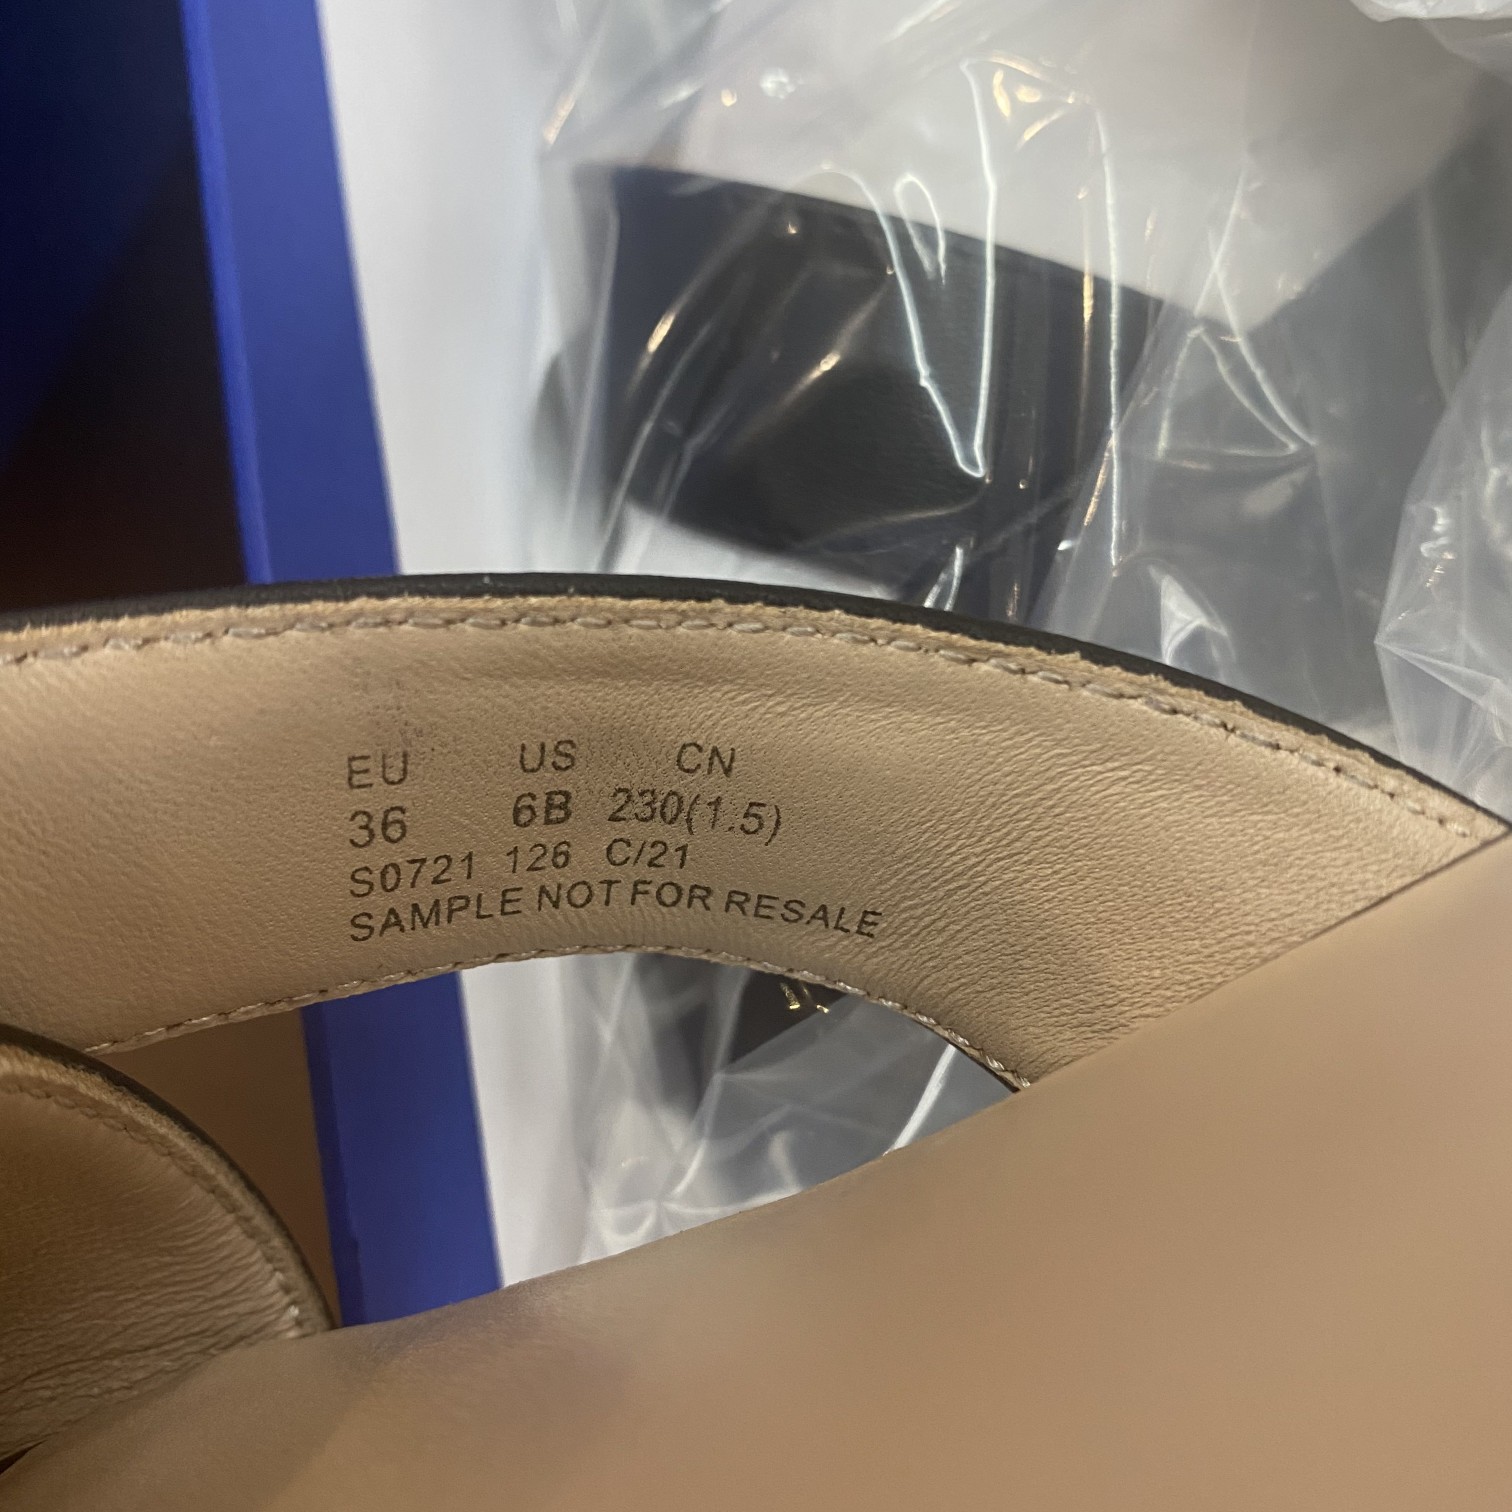 EU US CN
36 6B 230(1.5)
S0721 126 C/21
SAMPLE NOT FOR RESALE